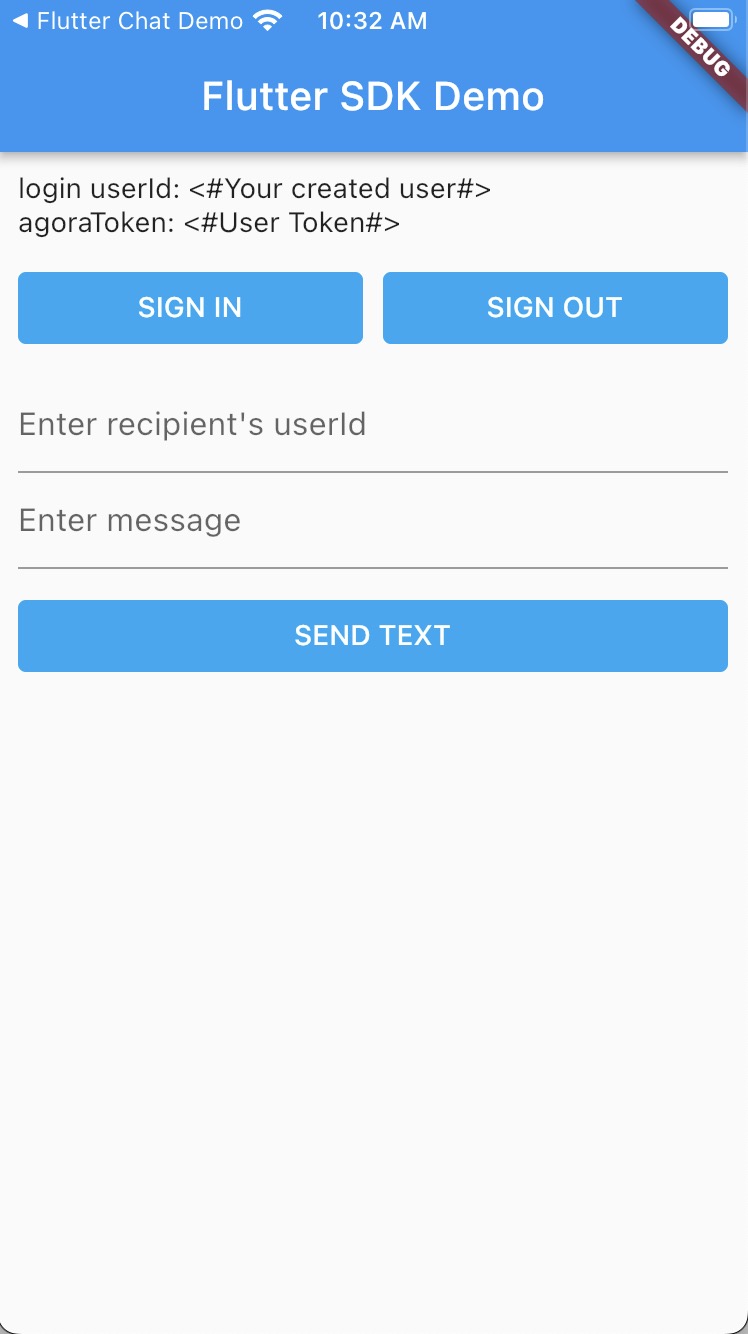 Flutter Chat Demo 10:32 AM
DEBUG
Flutter SDK Demo
login userId: <#Your created user#>
agoraToken: <#User Token#>
SIGN IN SIGN OUT
Enter recipient's userId
Enter message
SEND TEXT